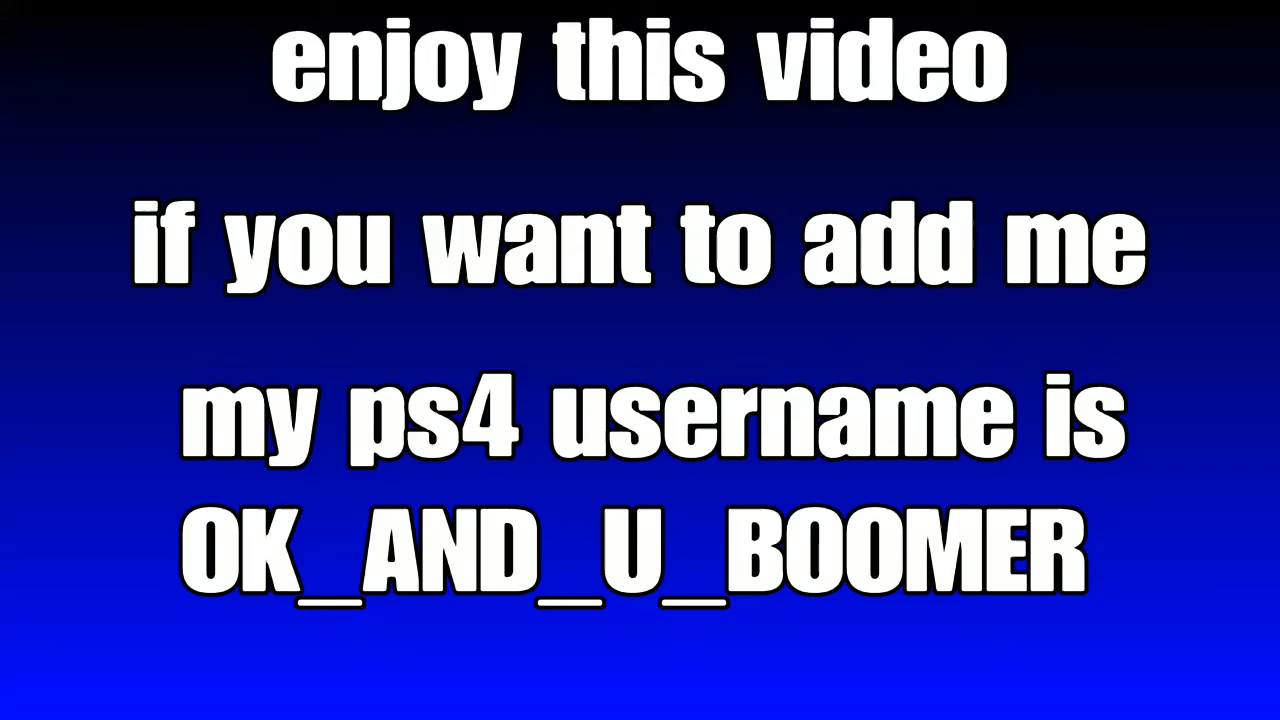 enjoy this video
if you want to add me
my ps4 username is
OK_AND_U_BOOMER